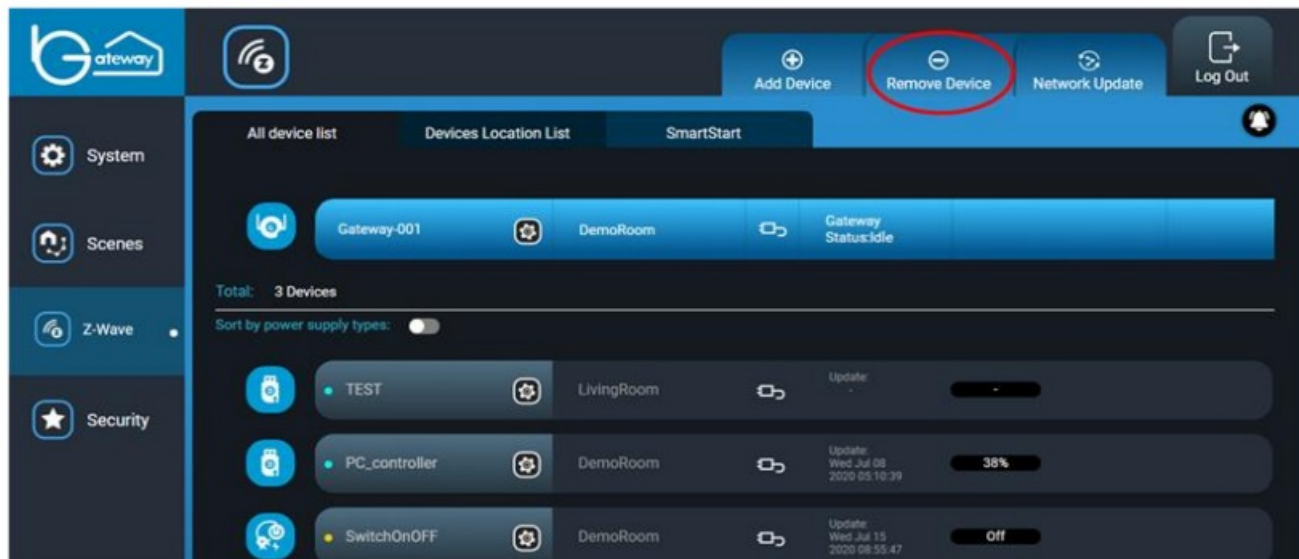 Gateway
Add Device
Remove Device
Network Update
Log Out
All device list
Devices Location List
SmartStart
System
Scenes
Z-Wave
Security
Gateway-001
DemoRoom
Gateway
Status:Idle
Total: 3 Devices
Sort by power supply types:
TEST
LivingRoom
Update:
-
-
PC_controller
DemoRoom
Update:
Wed Jul 08
2020 05:10:39
38%
SwitchOnOFF
DemoRoom
Update:
Wed Jul 15
2020 08:55:47
Off